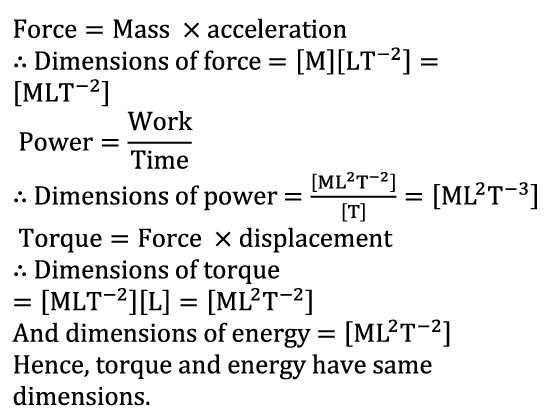 Force = Mass × acceleration
∴ Dimensions of force = [M][LT⁻²] =
[MLT⁻²]
Power = Work/Time
∴ Dimensions of power = [ML²T⁻²]/[T] = [ML²T⁻³]
Torque = Force × displacement
∴ Dimensions of torque
= [MLT⁻²][L] = [ML²T⁻²]
And dimensions of energy = [ML²T⁻²]
Hence, torque and energy have same
dimensions.